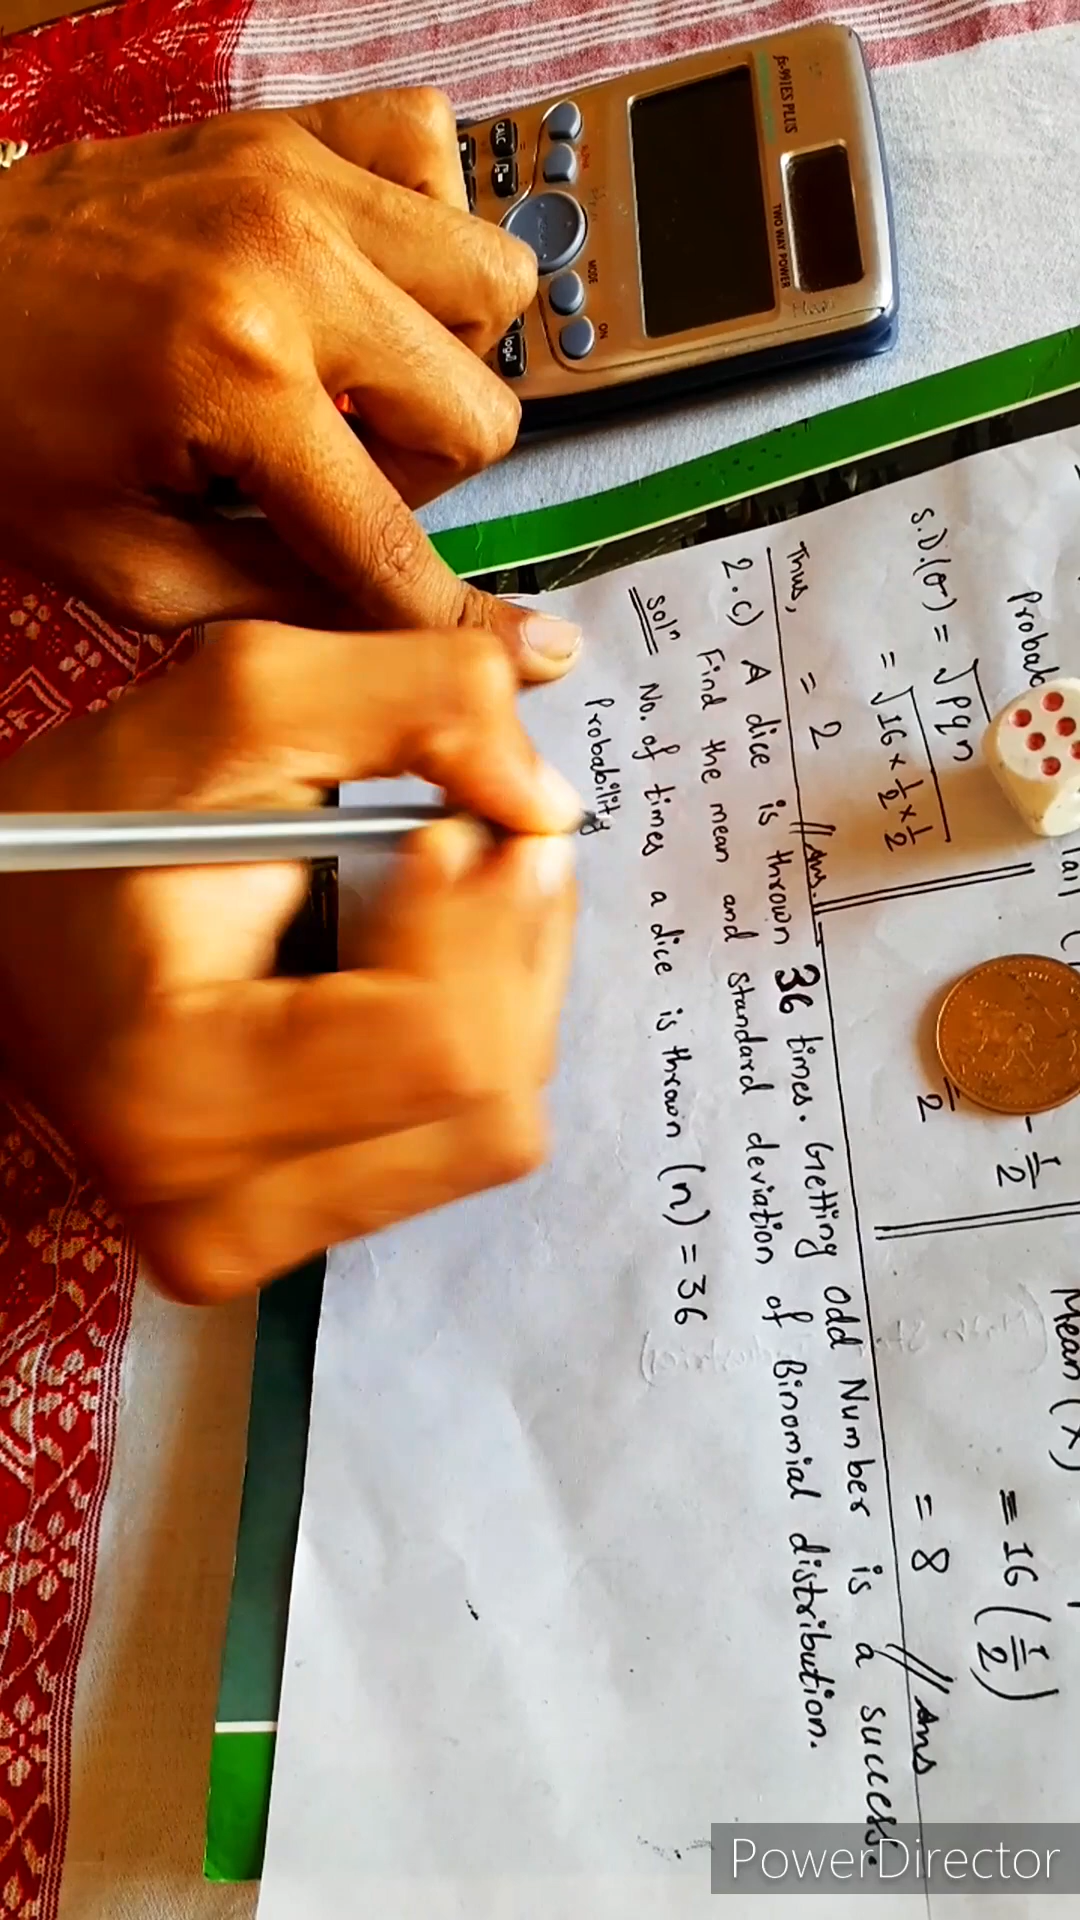 fx-991ES PLUS
TWO WAY POWER
CALC
MODE
ON
Probab
Mean (X)
S.D.(σ) = √pqn
= 16 (1/2)
= √16 × 1/2 × 1/2
- 1/2
2
= 8 // Ans
Thus, = 2 // Ans.
2.c) A dice is thrown 36 times. Getting odd Number is a success.
Find the mean and standard deviation of Binomial distribution.
Solⁿ No. of times a dice is thrown (n) = 36
Probability
PowerDirector